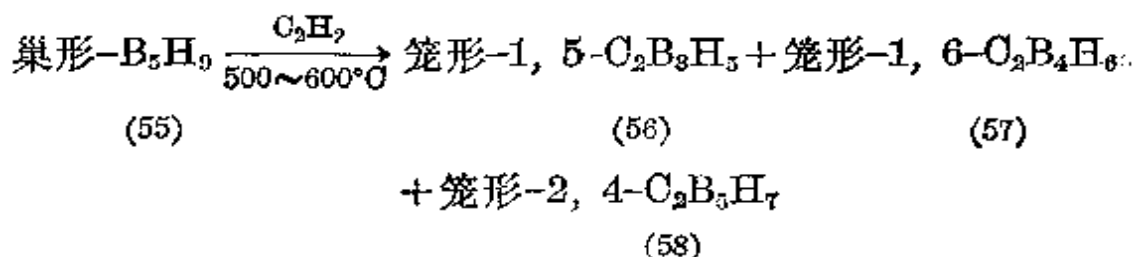 巢形-B₅H₉ C₂H₂ 500~600°C 笼形-1, 5-C₂B₃H₅+笼形-1, 6-C₂B₄H₆
(55) (56) (57)
+笼形-2, 4-C₂B₅H₇
(58)